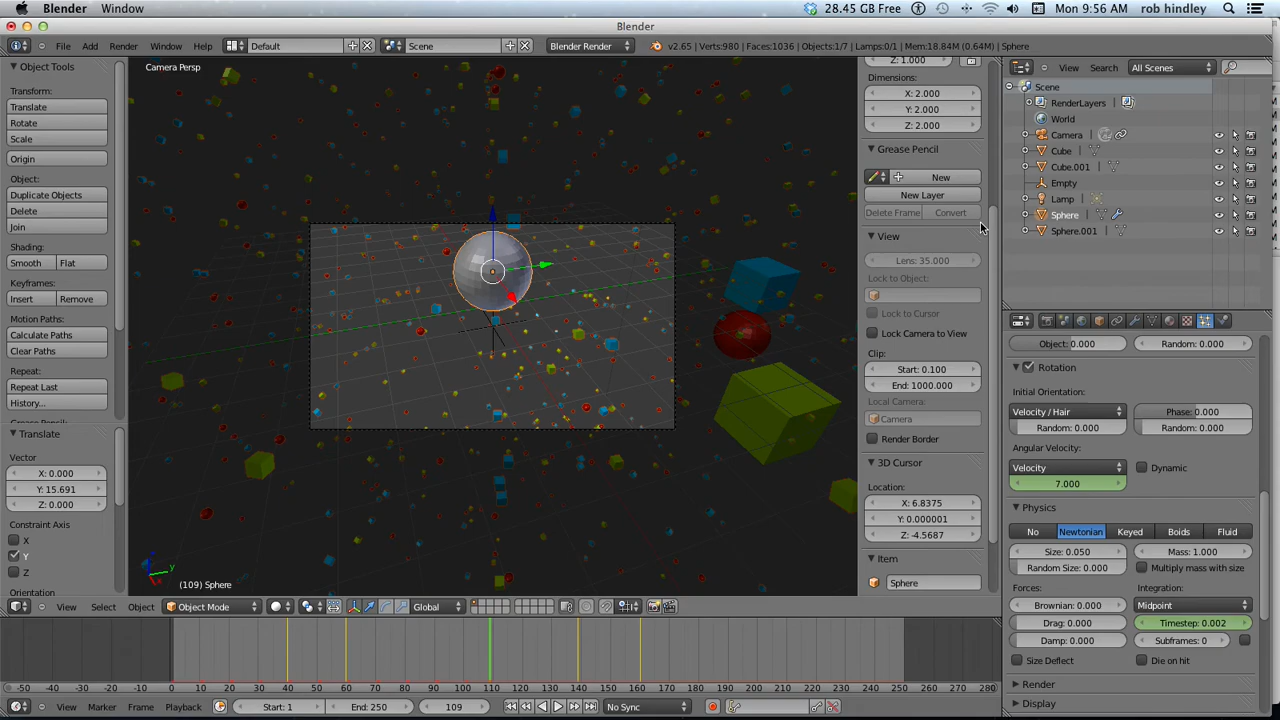 Blender Window 28.45 GB Free Mon 9:56 AM rob hindley
Blender
File Add Render Window Help Default Scene Blender Render v2.65 | Verts:980 | Faces:1036 | Objects:1/7 | Lamps:0/1 | Mem:18.84M (0.64M) | Sphere
Object Tools
Transform:
Translate
Rotate
Scale
Origin
Object:
Duplicate Objects
Delete
Join
Shading:
Smooth Flat
Keyframes:
Insert Remove
Motion Paths:
Calculate Paths
Clear Paths
Repeat:
Repeat Last
History...
Grease Pencil:
Translate
Vector
X: 0.000
Y: 15.691
Z: 0.000
Constraint Axis
X
Y
Z
Orientation
Camera Persp
z
y
(109) Sphere
Z: 1.000
Dimensions:
X: 2.000
Y: 2.000
Z: 2.000
Grease Pencil
New
New Layer
Delete Frame Convert
View
Lens: 35.000
Lock to Object:
Lock to Cursor
Lock Camera to View
Clip:
Start: 0.100
End: 1000.000
Local Camera:
Camera
Render Border
3D Cursor
Location:
X: 6.8375
Y: 0.000001
Z: -4.5687
Item
Sphere
View Select Object Object Mode Global
-50 -40 -30 -20 -10 0 10 20 30 40 50 60 70 80 90 100 110 120 130 140 150 160 170 180 190 200 210 220 230 240 250 260 270 280
View Marker Frame Playback Start: 1 End: 250 109 No Sync
View Search All Scenes
Scene
RenderLayers
World
Camera
Cube
Cube.001
Empty
Lamp
Sphere
Sphere.001
Object: 0.000 Random: 0.000
Rotation
Initial Orientation:
Velocity / Hair Phase: 0.000
Random: 0.000 Random: 0.000
Angular Velocity:
Velocity Dynamic
7.000
Physics
No Newtonian Keyed Boids Fluid
Size: 0.050 Mass: 1.000
Random Size: 0.000 Multiply mass with size
Forces: Integration:
Brownian: 0.000 Midpoint
Drag: 0.000 Timestep: 0.002
Damp: 0.000 Subframes: 0
Size Deflect Die on hit
Render
Display